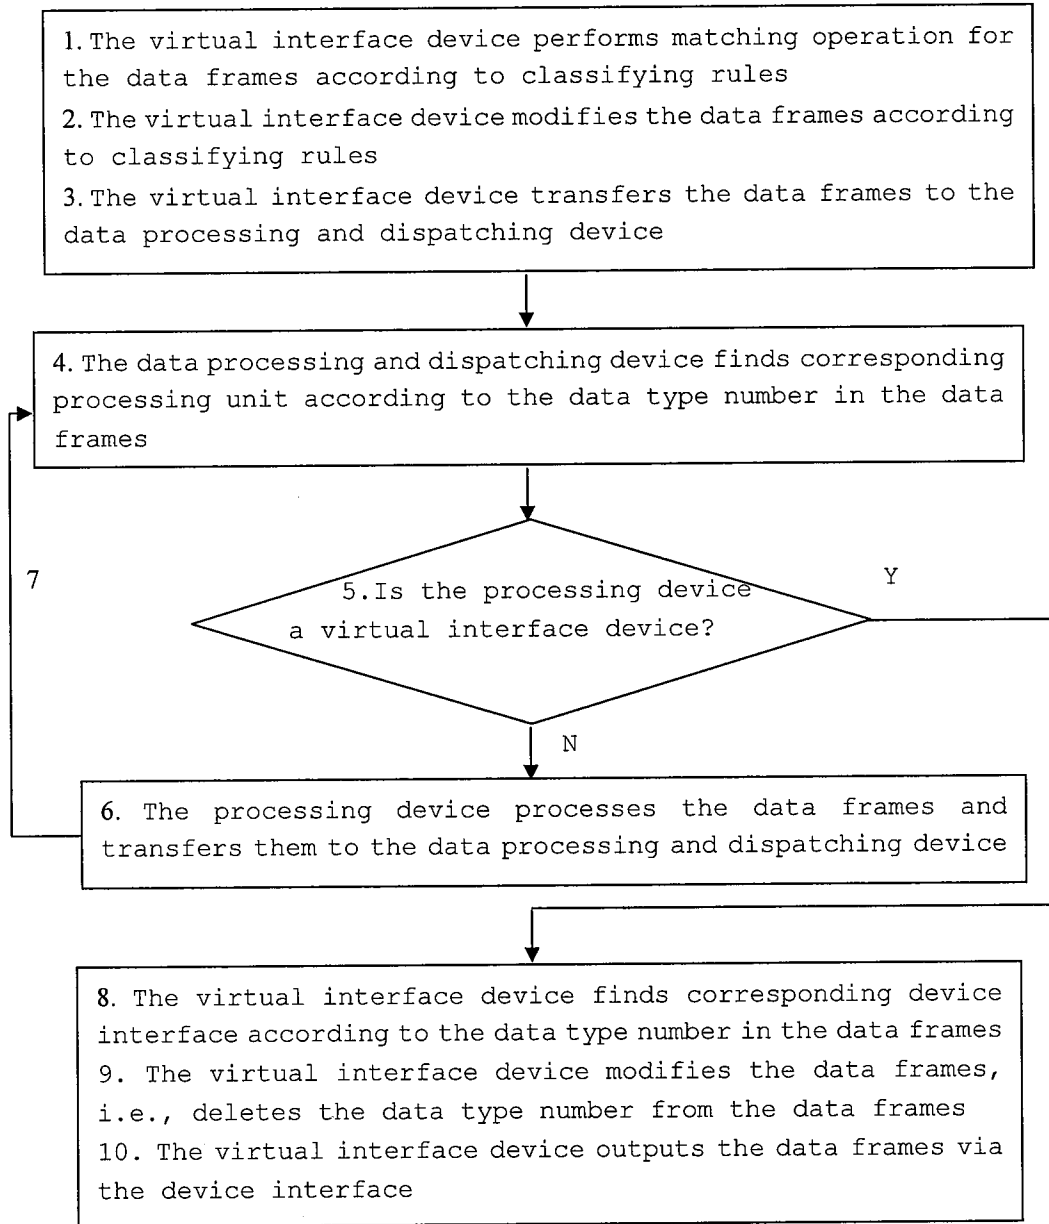 1. The virtual interface device performs matching operation for
the data frames according to classifying rules
2. The virtual interface device modifies the data frames according
to classifying rules
3. The virtual interface device transfers the data frames to the
data processing and dispatching device
4. The data processing and dispatching device finds corresponding
processing unit according to the data type number in the data
frames
7
5.Is the processing device
a virtual interface device?
Y
N
6. The processing device processes the data frames and
transfers them to the data processing and dispatching device
8. The virtual interface device finds corresponding device
interface according to the data type number in the data frames
9. The virtual interface device modifies the data frames,
i.e., deletes the data type number from the data frames
10. The virtual interface device outputs the data frames via
the device interface